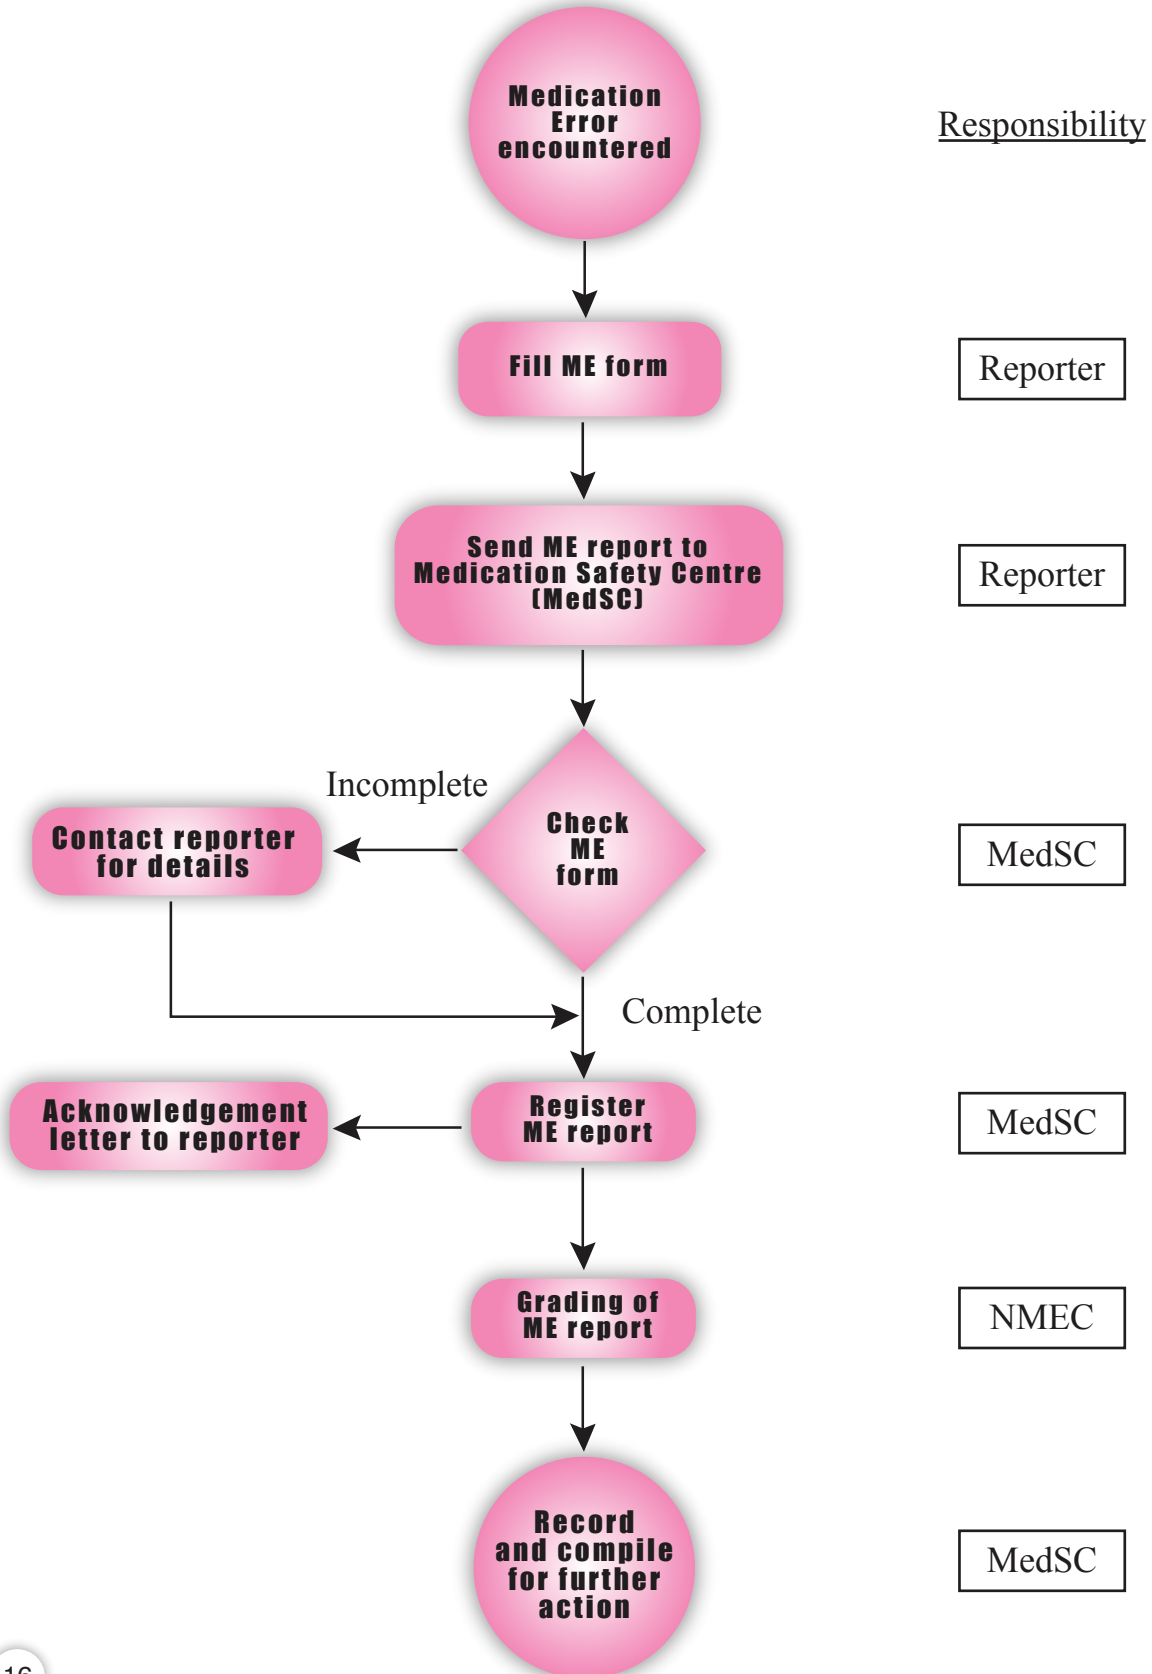 Medication
Error
encountered
Responsibility
Fill ME form
Reporter
Send ME report to
Medication Safety Centre
(MedSC)
Reporter
Incomplete
Contact reporter
for details
Check
ME
form
MedSC
Complete
Acknowledgement
letter to reporter
Register
ME report
MedSC
Grading of
ME report
NMEC
Record
and compile
for further
action
MedSC
16